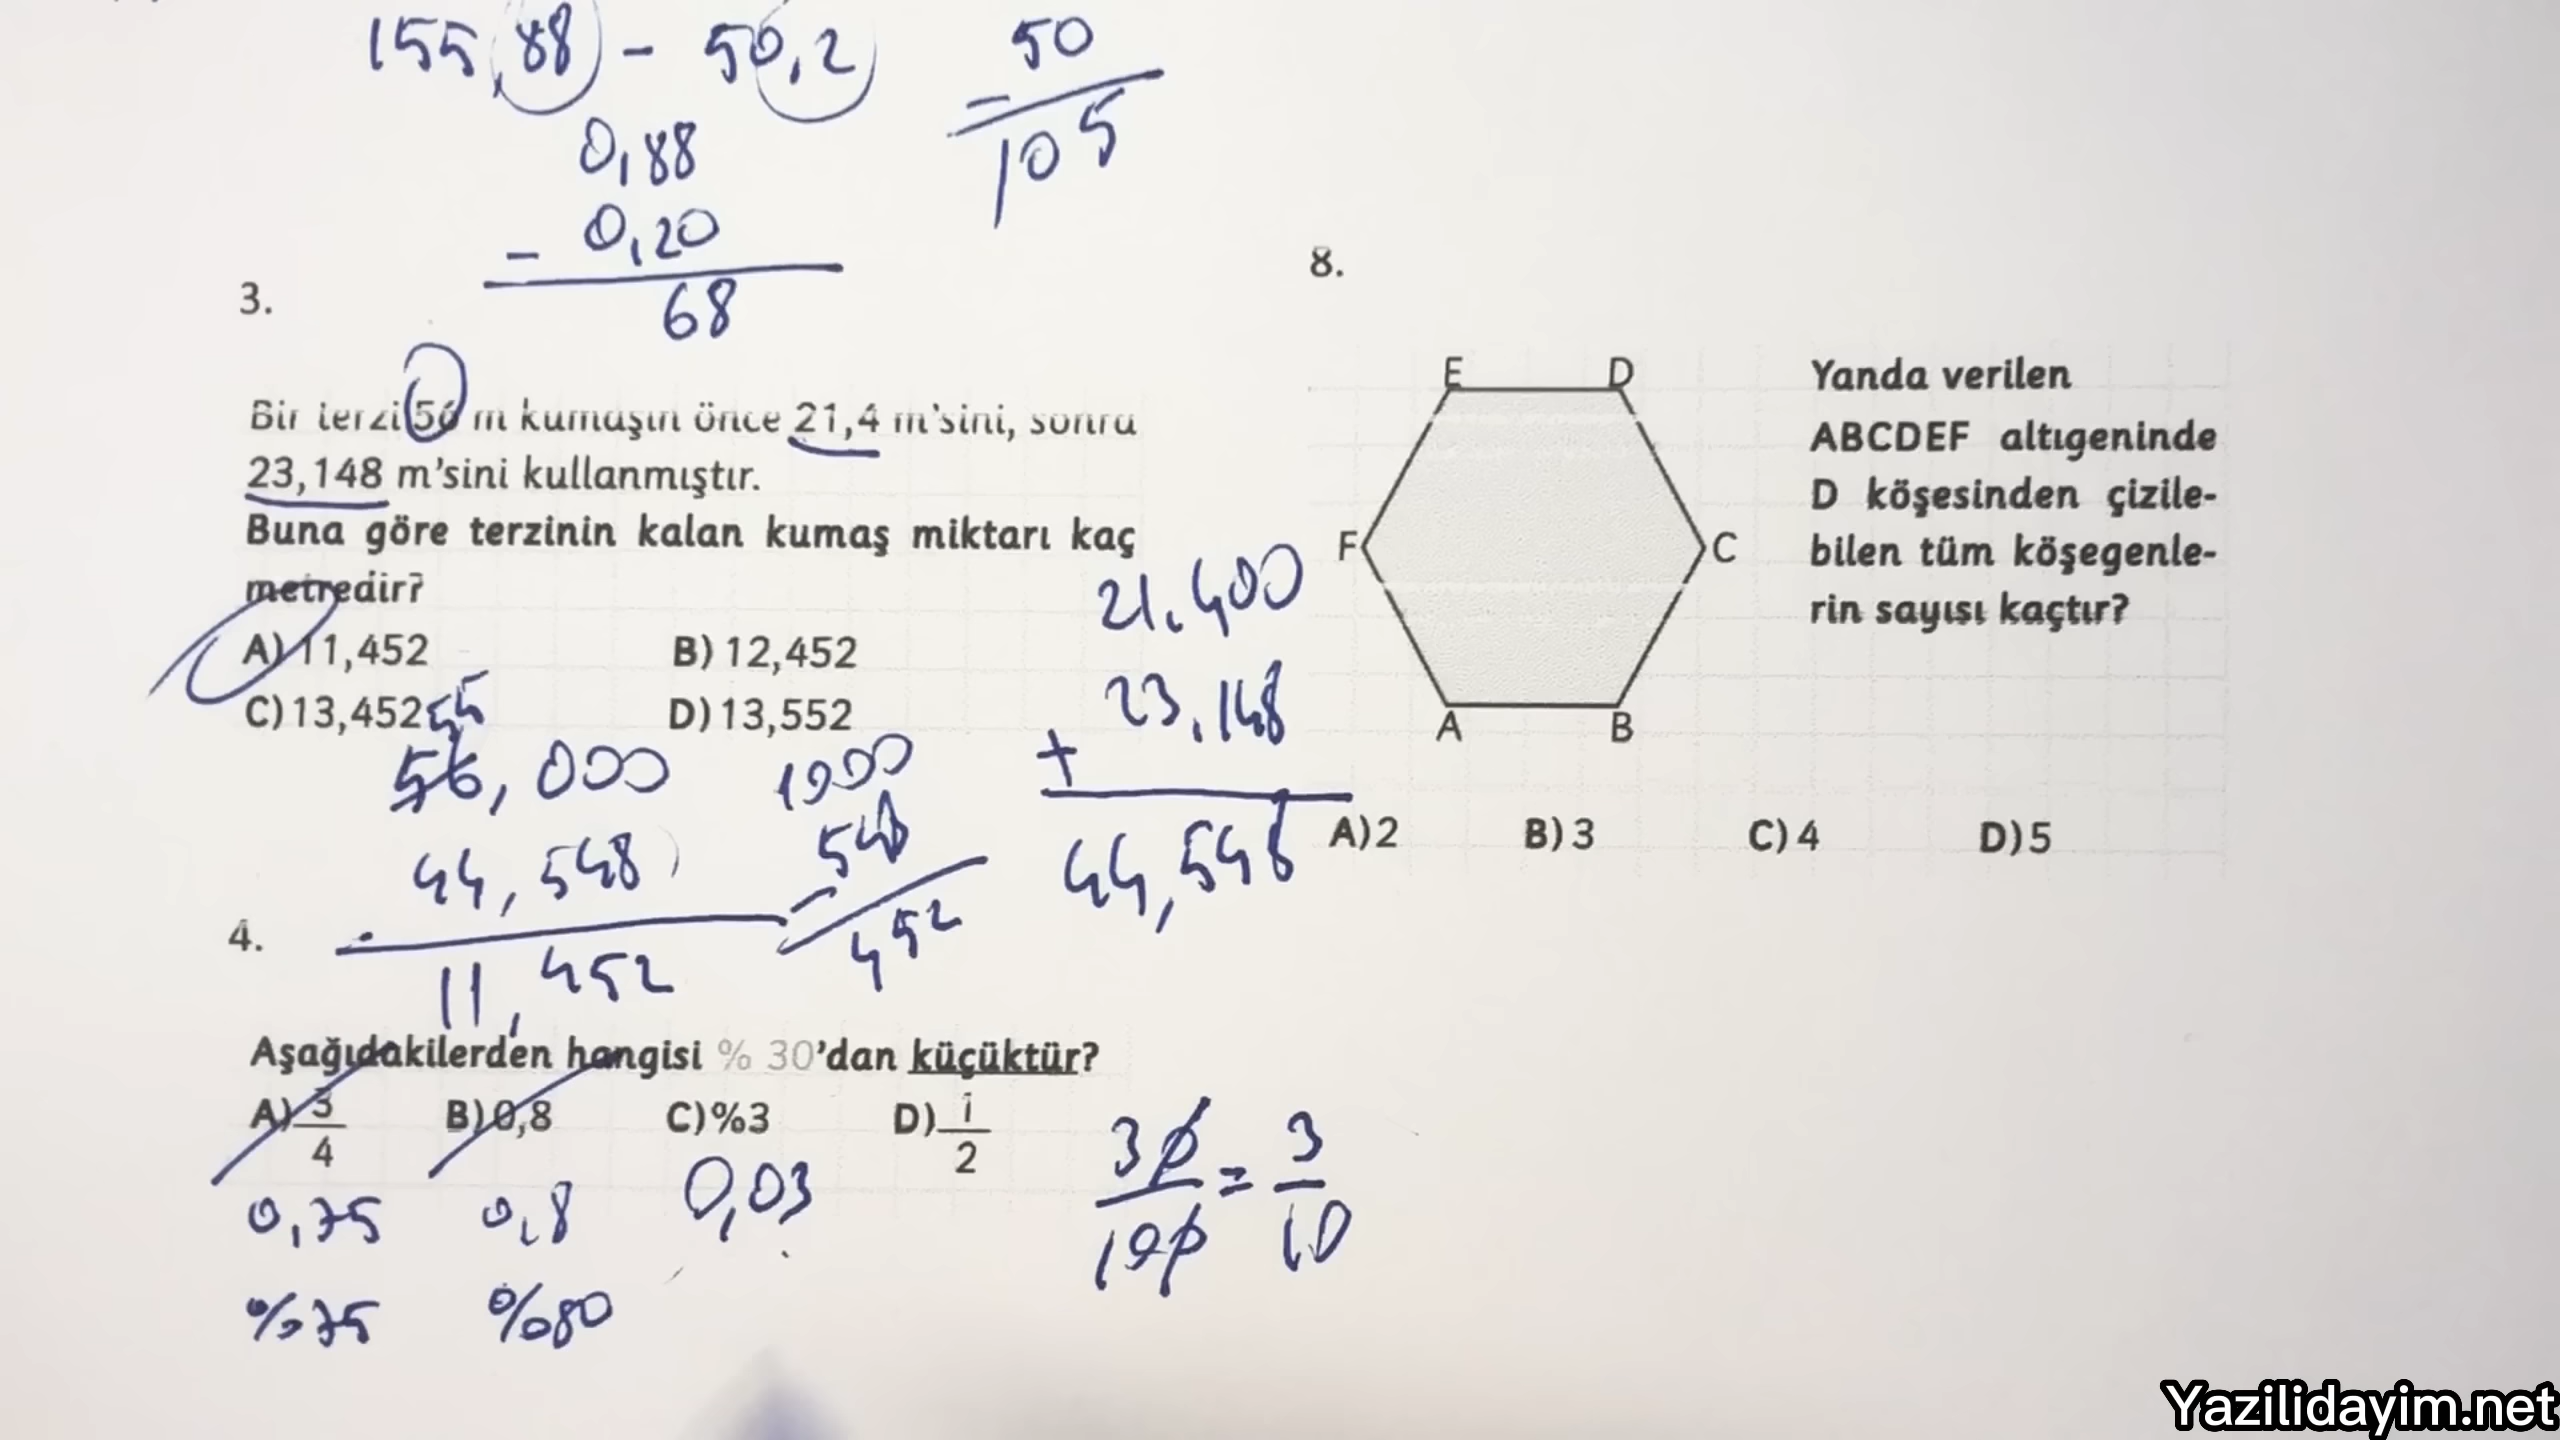 155,88 - 50,2
50
-
105
0,88
- 0,20
68
3.
Bir terzi 56 m kumaşın önce 21,4 m'sini, sonra
23,148 m'sini kullanmıştır.
Buna göre terzinin kalan kumaş miktarı kaç
metredir?
A) 11,452 B) 12,452
C) 13,452 D) 13,552
55
56,000
44,548
-
11,452
1000
- 548
452
21.400
23.148
+
44,548
4.
Aşağıdakilerden hangisi % 30'dan küçüktür?
A) 3/4 B) 0,8 C) %3 D) 1/2
0,75 0,8 0,03
%75 %80
30/100 = 3/10
8.
E D
F C
A B
Yanda verilen
ABCDEF altıgeninde
D köşesinden çizile-
bilen tüm köşegenle-
rin sayısı kaçtır?
A) 2 B) 3 C) 4 D) 5
Yazilidayim.net